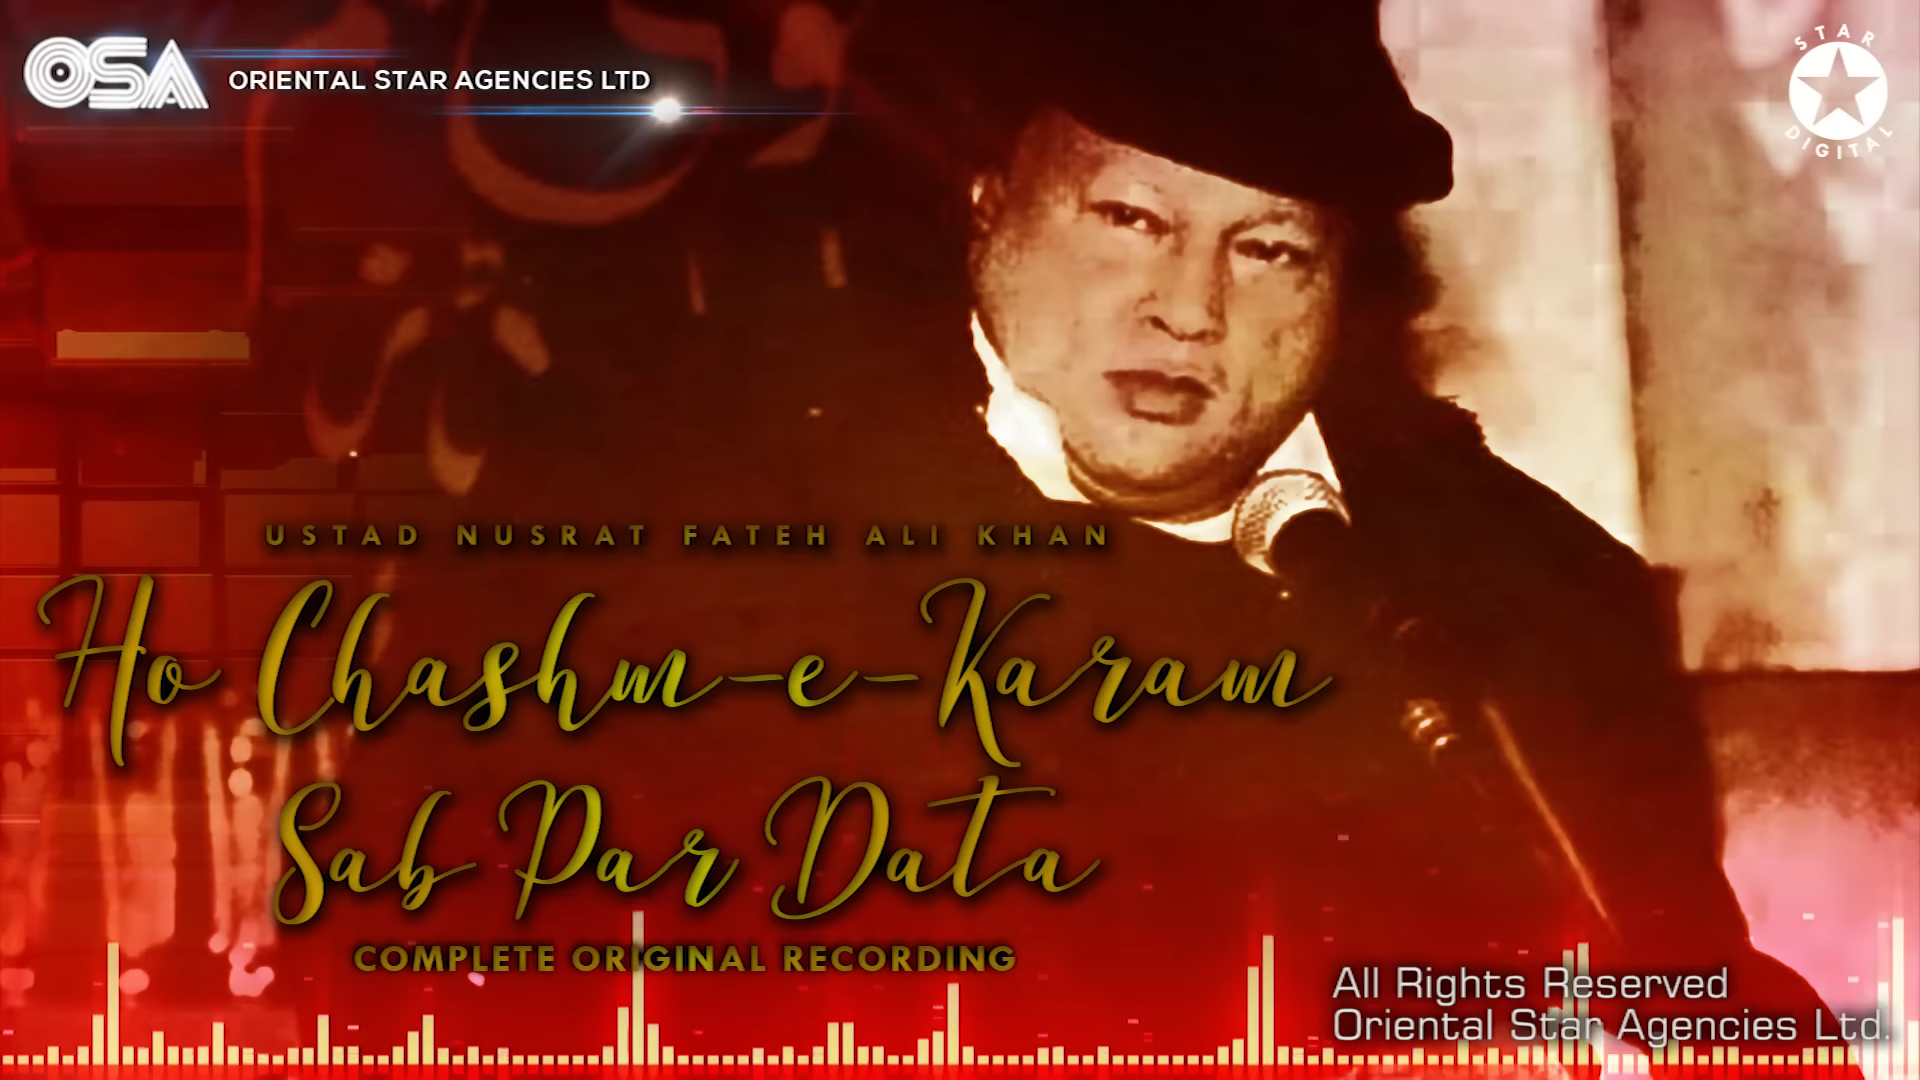 OSA ORIENTAL STAR AGENCIES LTD
STAR DIGITAL
USTAD NUSRAT FATEH ALI KHAN
Ho Chashm-e-Karam
Sab Par Data
COMPLETE ORIGINAL RECORDING
All Rights Reserved
Oriental Star Agencies Ltd.